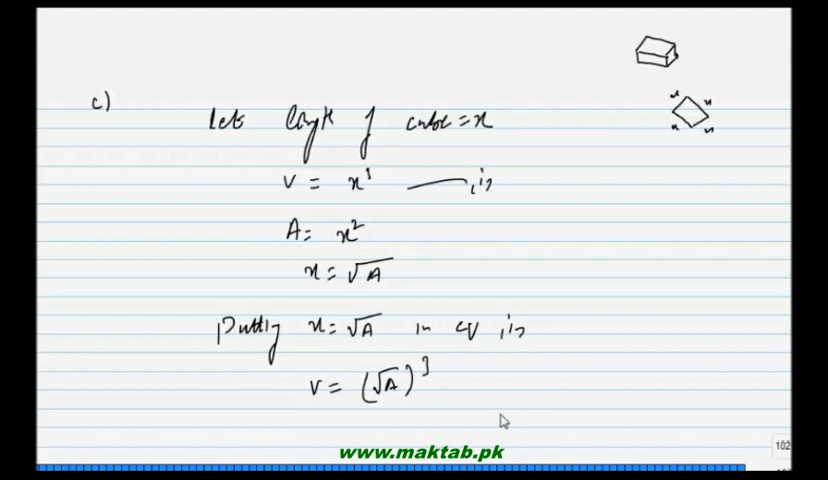 c)
Let length of cube = x
V = x³ —— (i)
A = x²
x = √A
Putting x = √A in eq (i)
V = (√A)³
x x
x x
102
www.maktab.pk